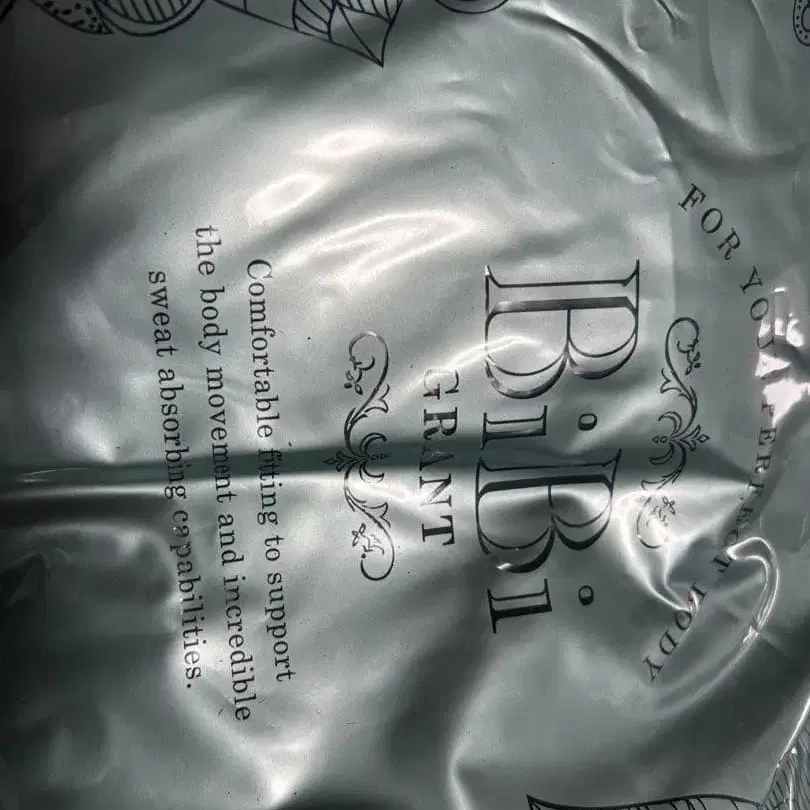 FOR YOUR PERFECT BODY
BiBi
GRANT
Comfortable fitting to support
the body movement and incredible
sweat absorbing capabilities.